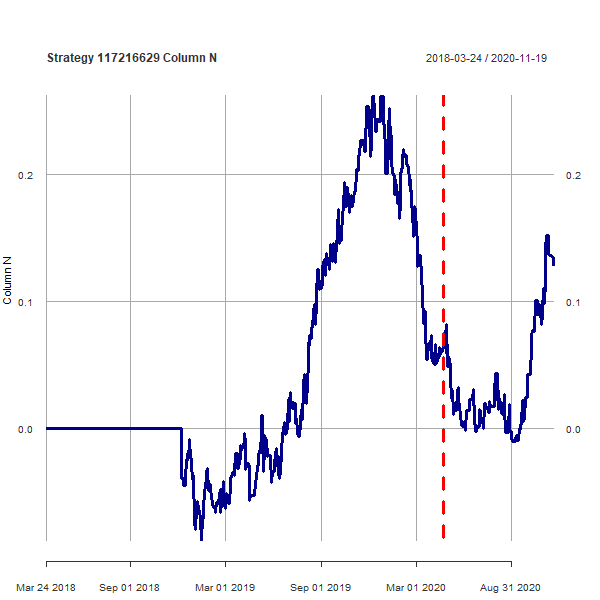 Strategy 117216629 Column N
2018-03-24 / 2020-11-19
Column N
0.2
0.2
0.1
0.1
0.0
0.0
Mar 24 2018
Sep 01 2018
Mar 01 2019
Sep 01 2019
Mar 01 2020
Aug 31 2020